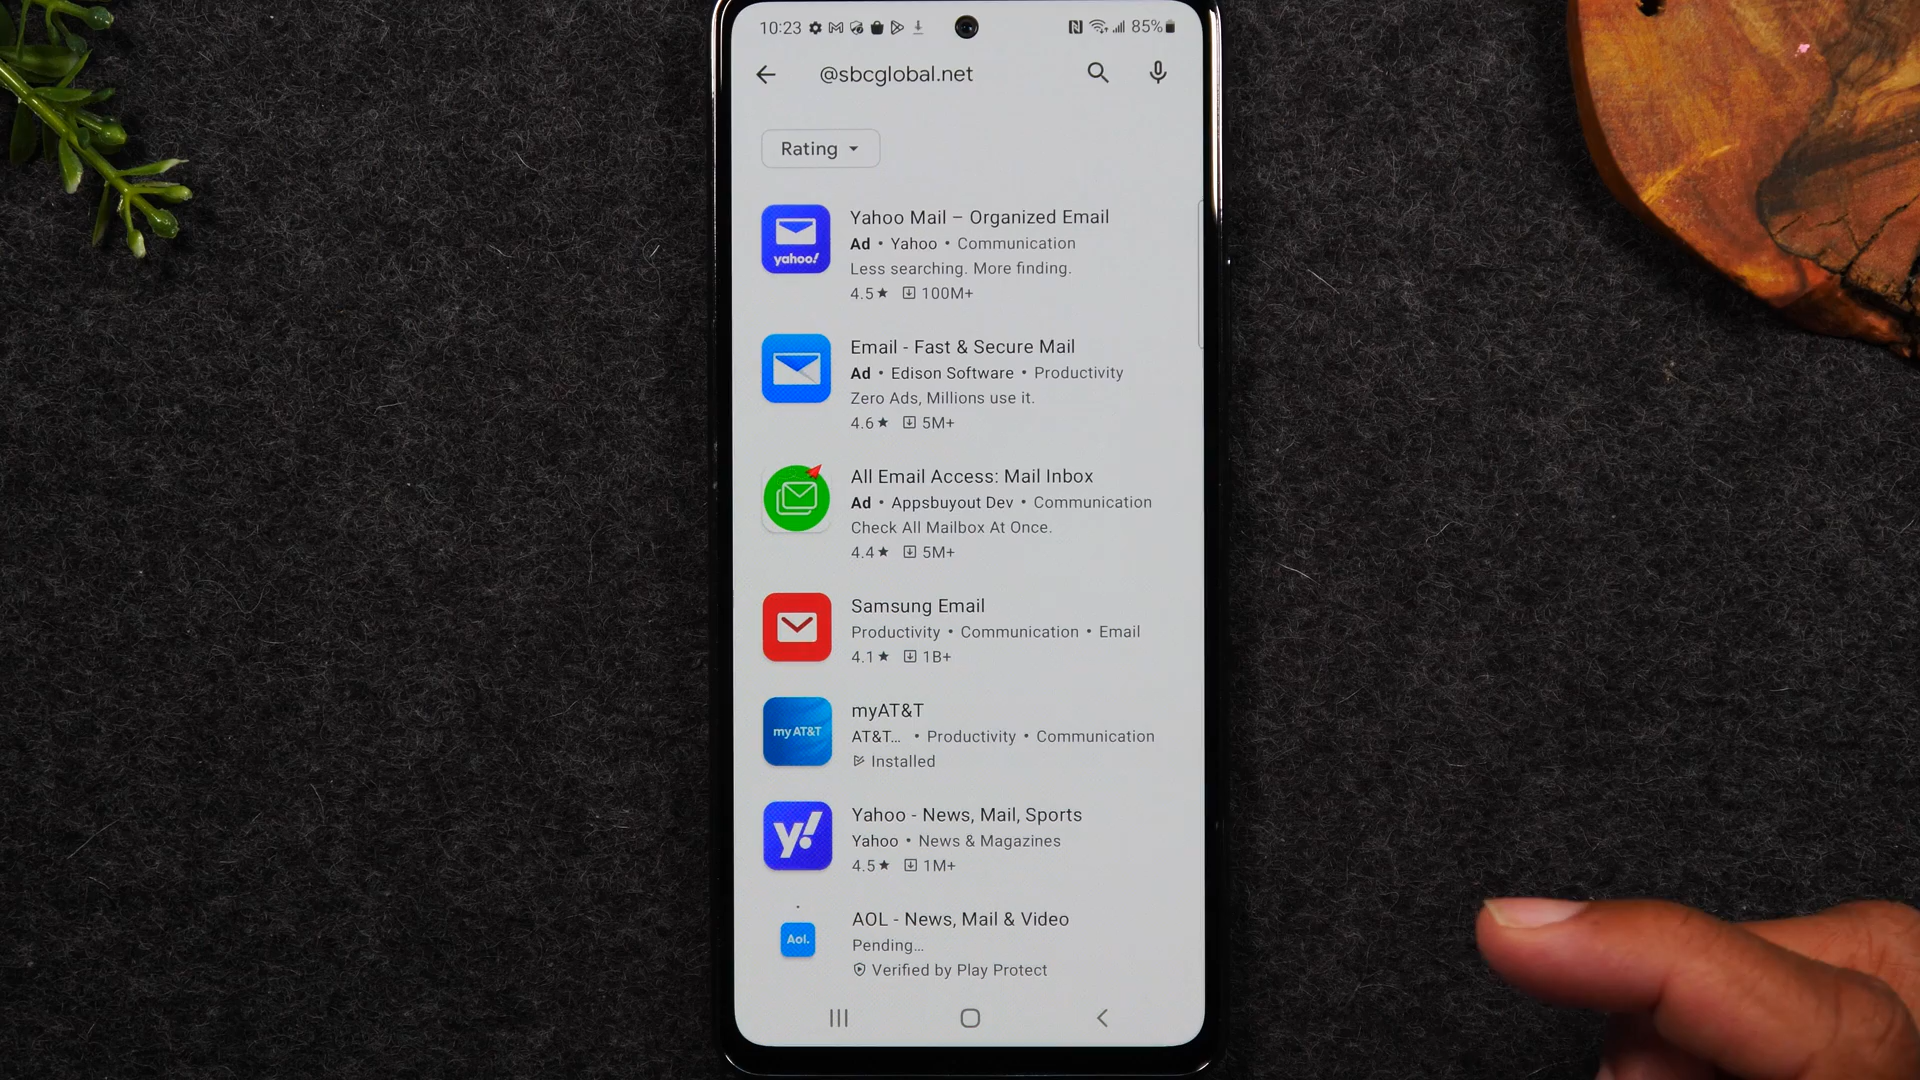 10:23 85%
@sbcglobal.net
Rating
yahoo!
Yahoo Mail – Organized Email
Ad • Yahoo • Communication
Less searching. More finding.
4.5★ 100M+
Email - Fast & Secure Mail
Ad • Edison Software • Productivity
Zero Ads, Millions use it.
4.6★ 5M+
All Email Access: Mail Inbox
Ad • Appsbuyout Dev • Communication
Check All Mailbox At Once.
4.4★ 5M+
Samsung Email
Productivity • Communication • Email
4.1★ 1B+
my AT&T
myAT&T
AT&T... • Productivity • Communication
Installed
y!
Yahoo - News, Mail, Sports
Yahoo • News & Magazines
4.5★ 1M+
Aol.
AOL - News, Mail & Video
Pending...
Verified by Play Protect